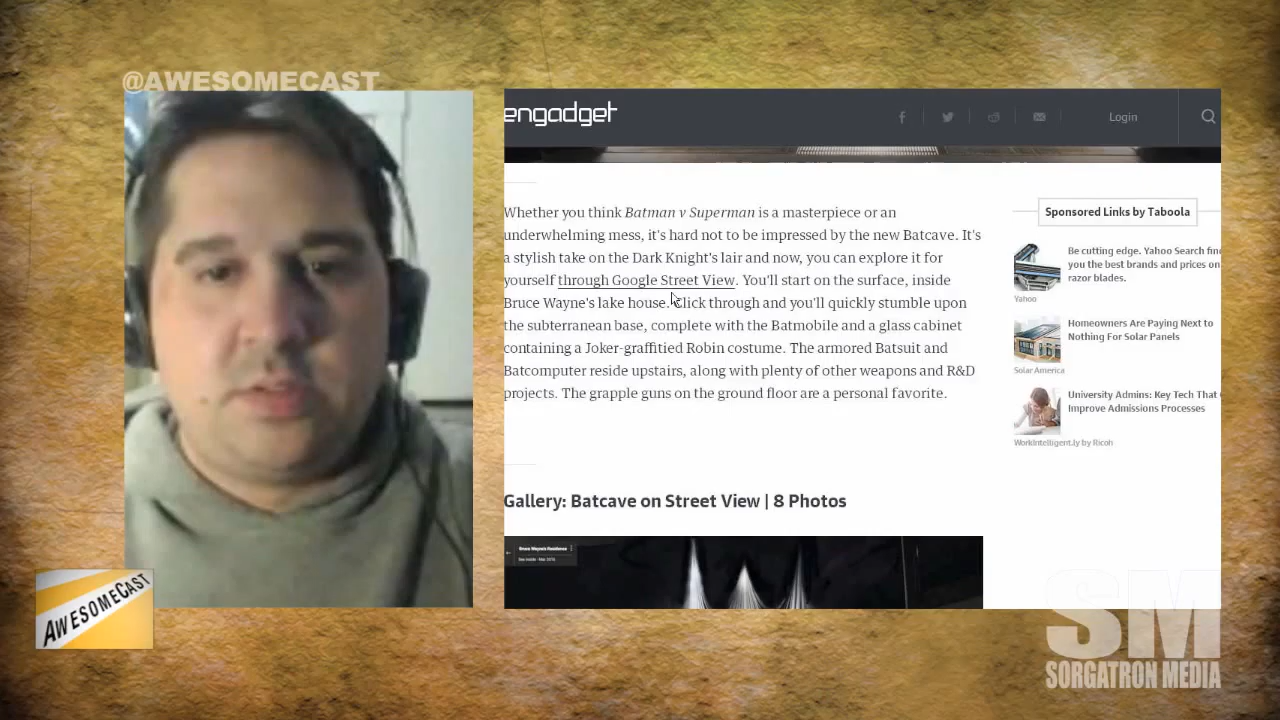 @AWESOMECAST
engadget
Login
Whether you think Batman v Superman is a masterpiece or an
underwhelming mess, it's hard not to be impressed by the new Batcave. It's
a stylish take on the Dark Knight's lair and now, you can explore it for
yourself through Google Street View. You'll start on the surface, inside
Bruce Wayne's lake house. Click through and you'll quickly stumble upon
the subterranean base, complete with the Batmobile and a glass cabinet
containing a Joker-graffitied Robin costume. The armored Batsuit and
Batcomputer reside upstairs, along with plenty of other weapons and R&D
projects. The grapple guns on the ground floor are a personal favorite.
Gallery: Batcave on Street View | 8 Photos
Bruce Wayne's Residence
See inside - Mar 2016
Sponsored Links by Taboola
Be cutting edge. Yahoo Search fin
you the best brands and prices on
razor blades.
Yahoo
Homeowners Are Paying Next to
Nothing For Solar Panels
Solar America
University Admins: Key Tech That
Improve Admissions Processes
WorkIntelligent.ly by Ricoh
AWESOMECAST
SM
SORGATRON MEDIA